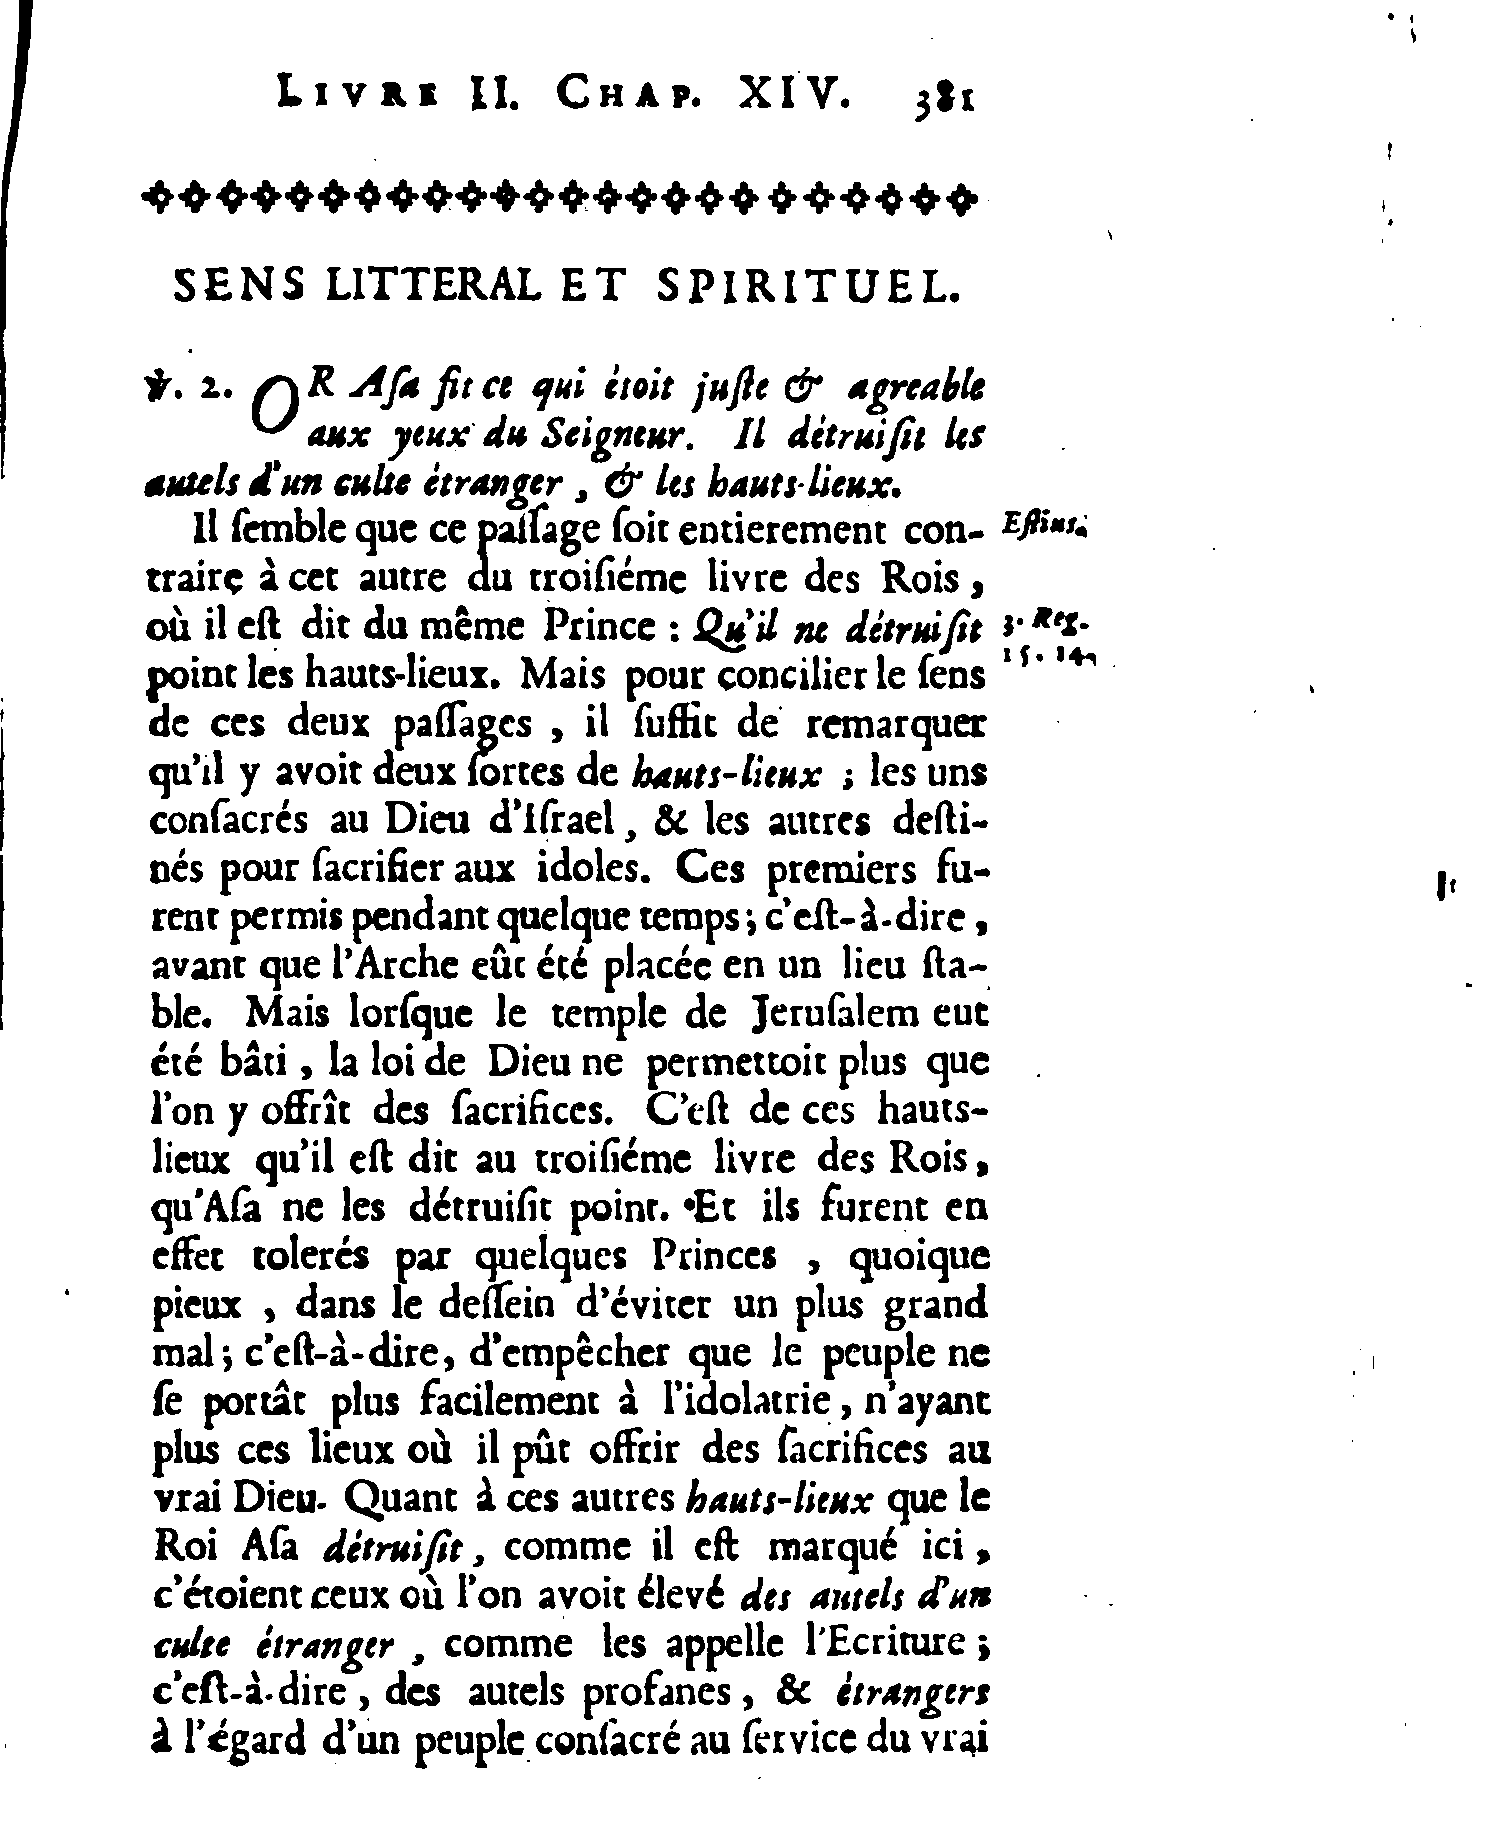 LIVRE II. CHAP. XIV. 381
SENS LITTERAL ET SPIRITUEL.
℣. 2. OR Aſa fit ce qui étoit juſte & agreable
aux yeux du Seigneur. Il détruiſit les
autels d'un culte étranger, & les hauts-lieux.
Il ſemble que ce paſſage ſoit entierement con-
Eſtius.
traire à cet autre du troiſiéme livre des Rois,
où il eſt dit du même Prince : Qu'il ne détruiſit
3. Reg.
15. 14.
point les hauts-lieux. Mais pour concilier le ſens
de ces deux paſſages, il ſuffit de remarquer
qu'il y avoit deux ſortes de hauts-lieux ; les uns
conſacrés au Dieu d'Iſrael, & les autres deſti-
nés pour ſacrifier aux idoles. Ces premiers fu-
rent permis pendant quelque temps ; c'eſt-à-dire,
avant que l'Arche eût été placée en un lieu ſta-
ble. Mais lorſque le temple de Jeruſalem eut
été bâti, la loi de Dieu ne permettoit plus que
l'on y offrît des ſacrifices. C'eſt de ces hauts-
lieux qu'il eſt dit au troiſiéme livre des Rois,
qu'Aſa ne les détruiſit point. Et ils furent en
effet tolerés par quelques Princes, quoique
pieux, dans le deſſein d'éviter un plus grand
mal ; c'eſt-à-dire, d'empêcher que le peuple ne
ſe portât plus facilement à l'idolatrie, n'ayant
plus ces lieux où il pût offrir des ſacrifices au
vrai Dieu. Quant à ces autres hauts-lieux que le
Roi Aſa détruiſit, comme il eſt marqué ici,
c'étoient ceux où l'on avoit élevé des autels d'un
culte étranger, comme les appelle l'Ecriture ;
c'eſt-à-dire, des autels profanes, & étrangers
à l'égard d'un peuple conſacré au ſervice du vrai